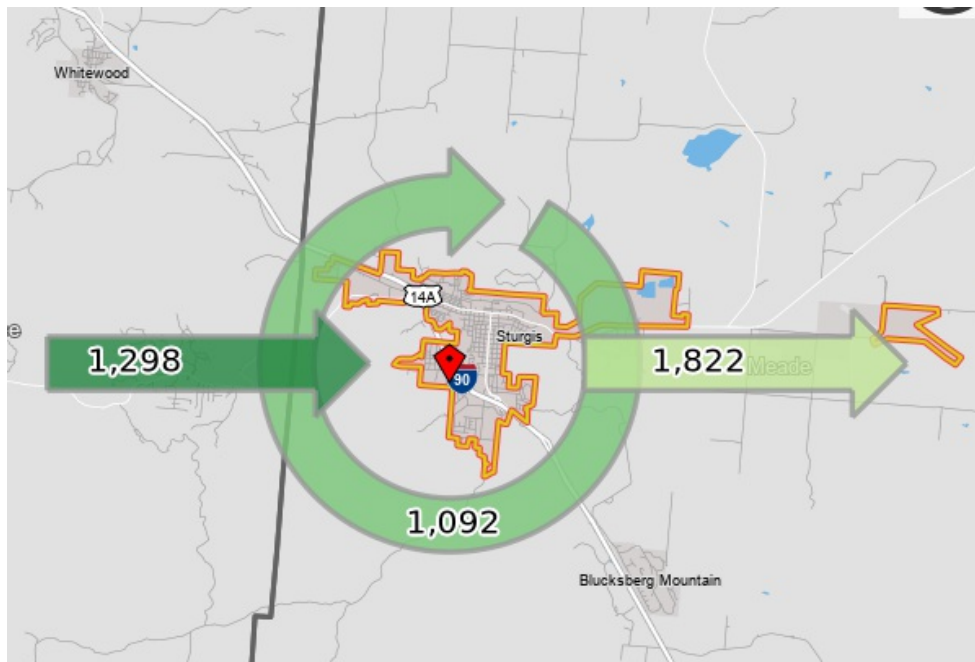 Whitewood
14A
Sturgis
e
1,298
90
1,822
Meade
1,092
Blucksberg Mountain